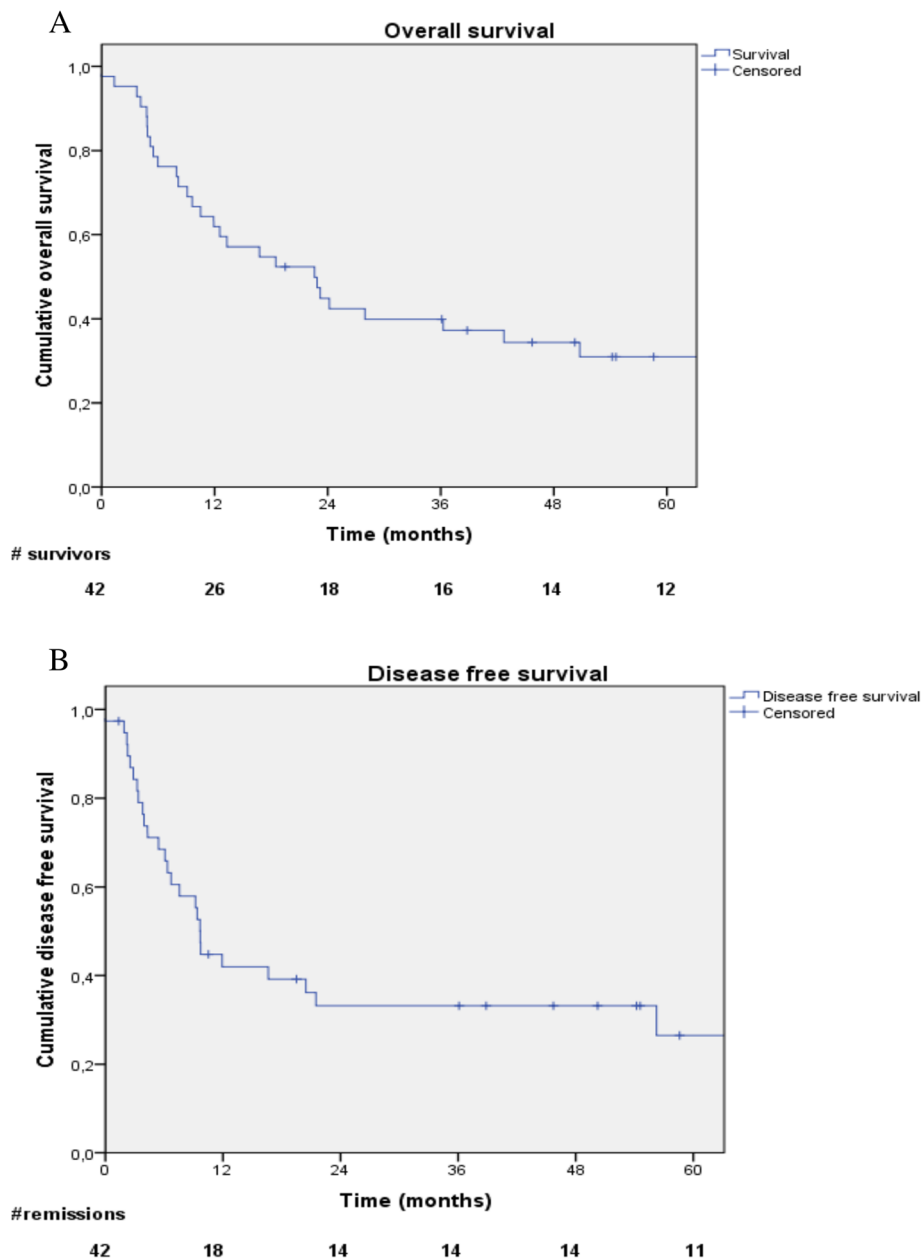 A
Overall survival
Survival
Censored
Cumulative overall survival
1,0
0,8
0,6
0,4
0,2
0,0
0 12 24 36 48 60
Time (months)
# survivors
42 26 18 16 14 12
B
Disease free survival
Disease free survival
Censored
Cumulative disease free survival
1,0
0,8
0,6
0,4
0,2
0,0
0 12 24 36 48 60
Time (months)
#remissions
42 18 14 14 14 11